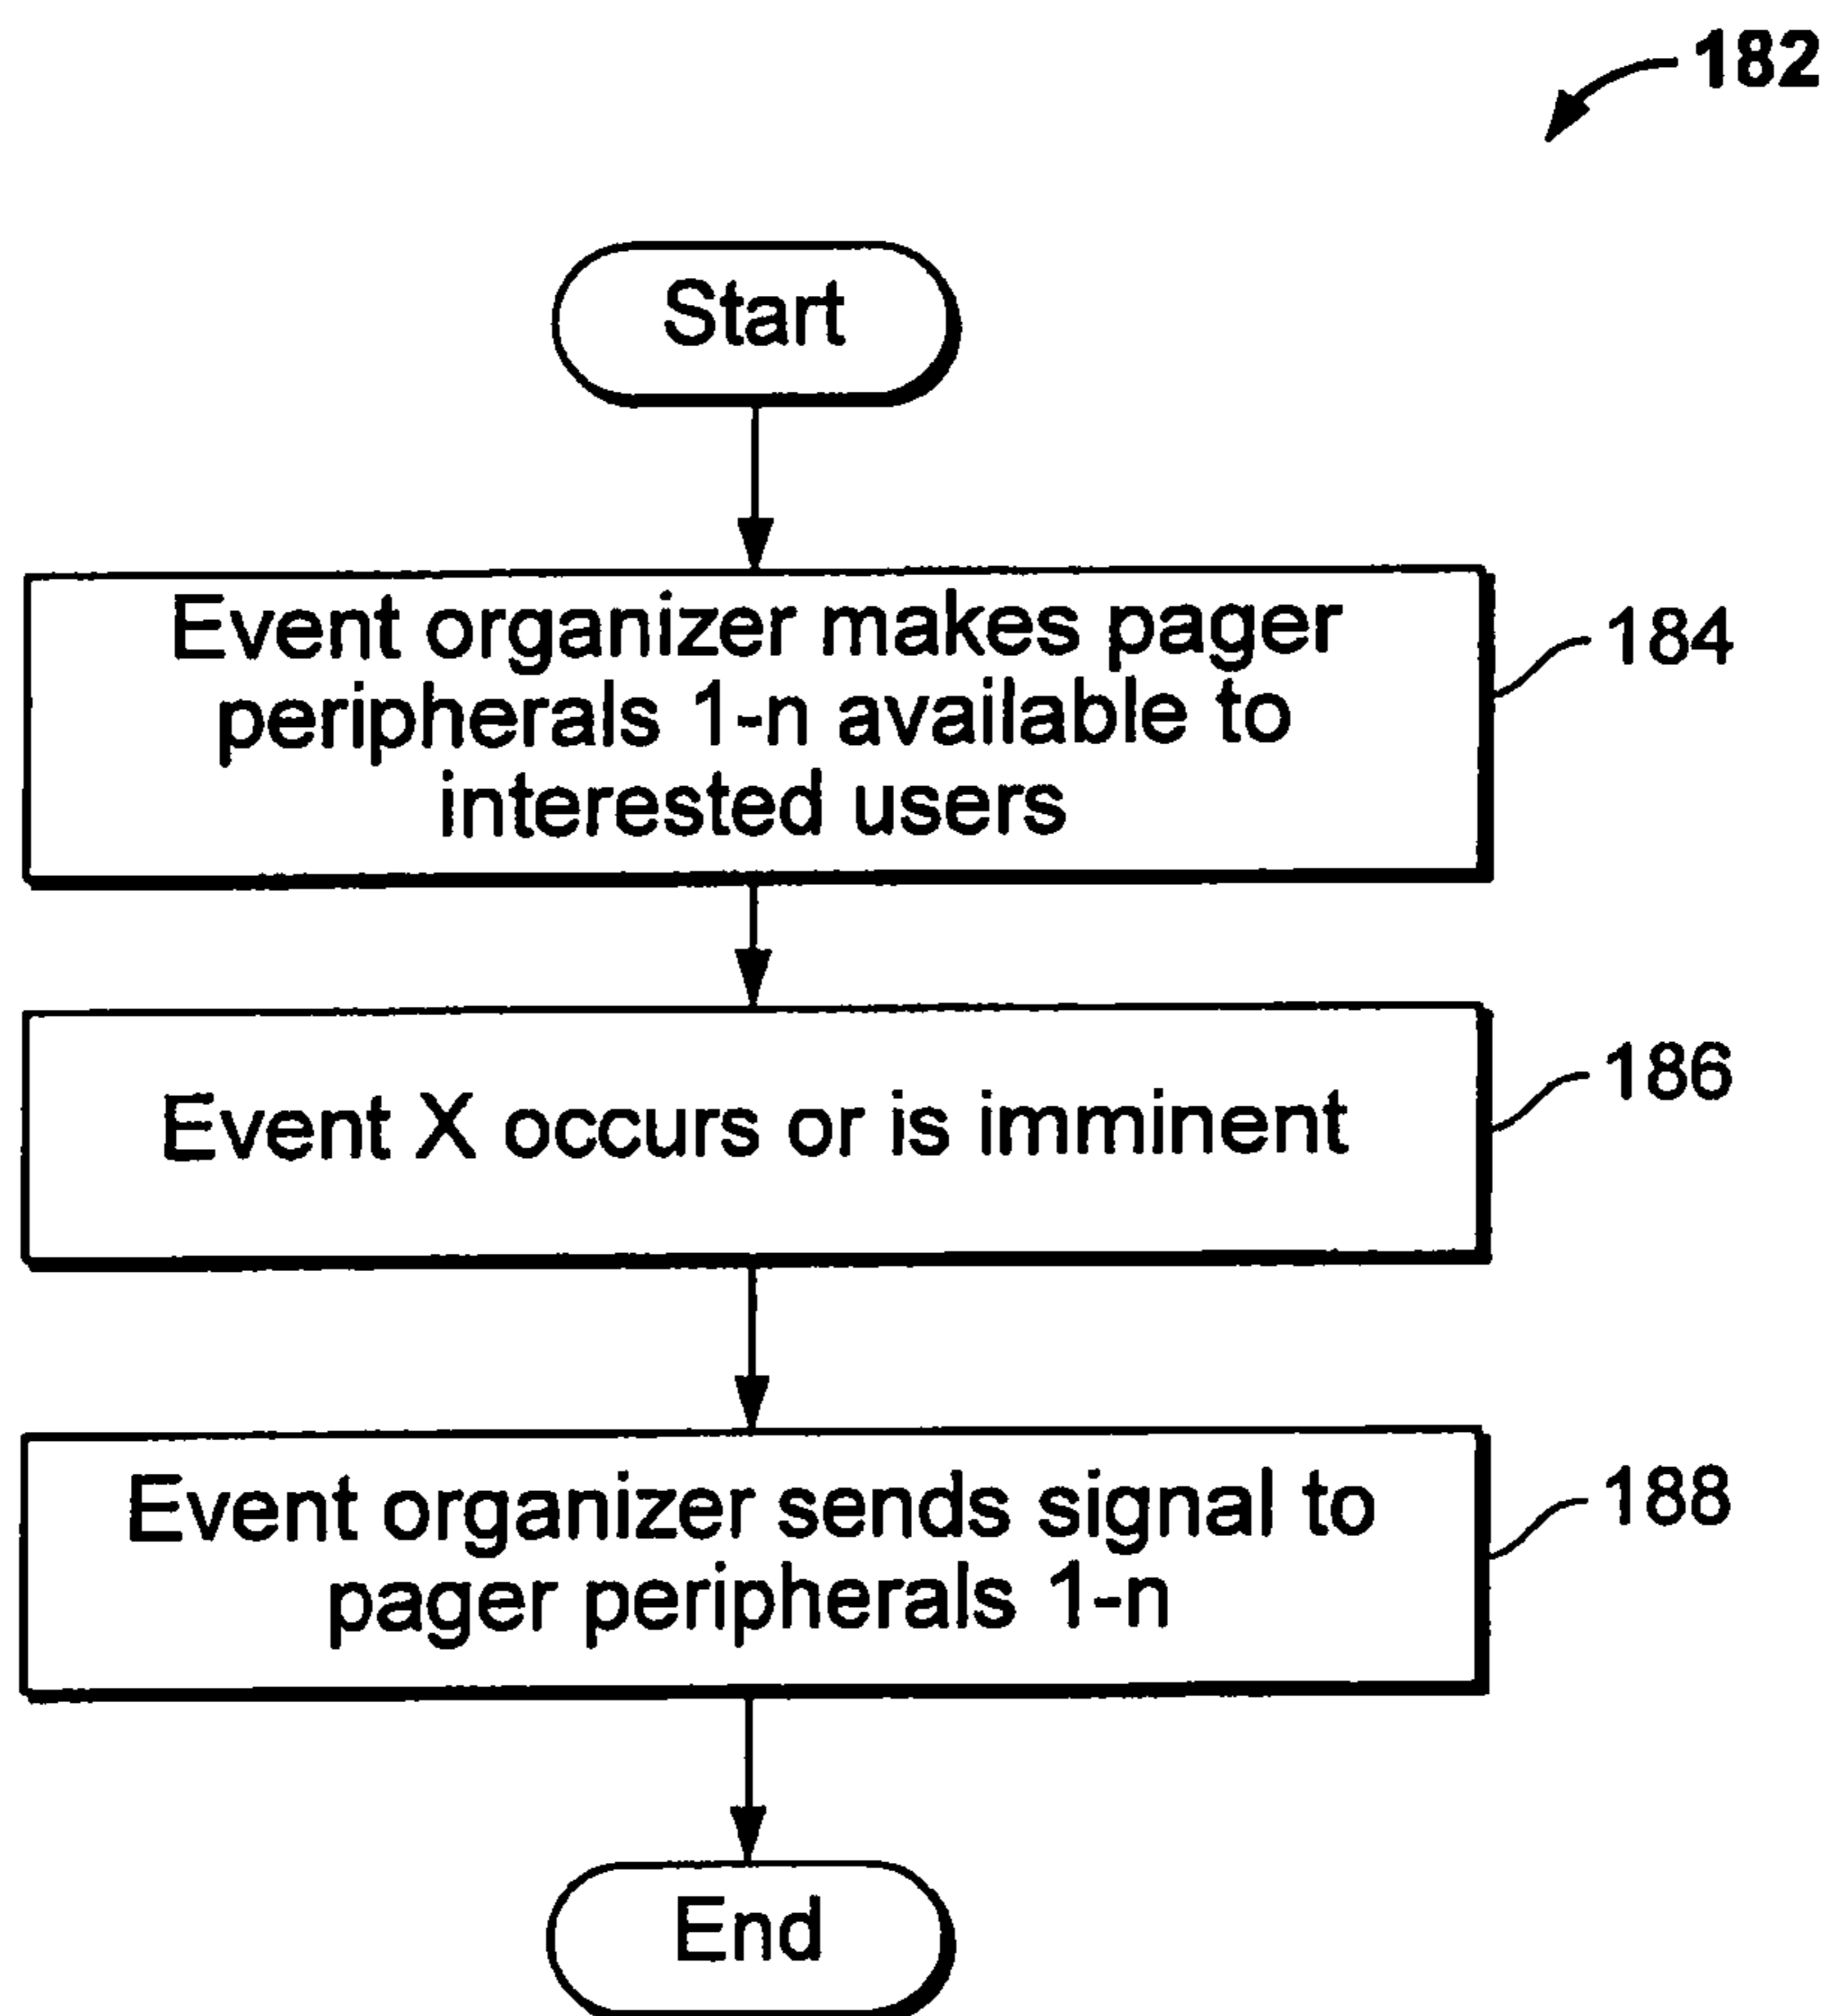 182
Start
Event organizer makes pager
peripherals 1-n available to
interested users
184
Event X occurs or is imminent
186
Event organizer sends signal to
pager peripherals 1-n
188
End